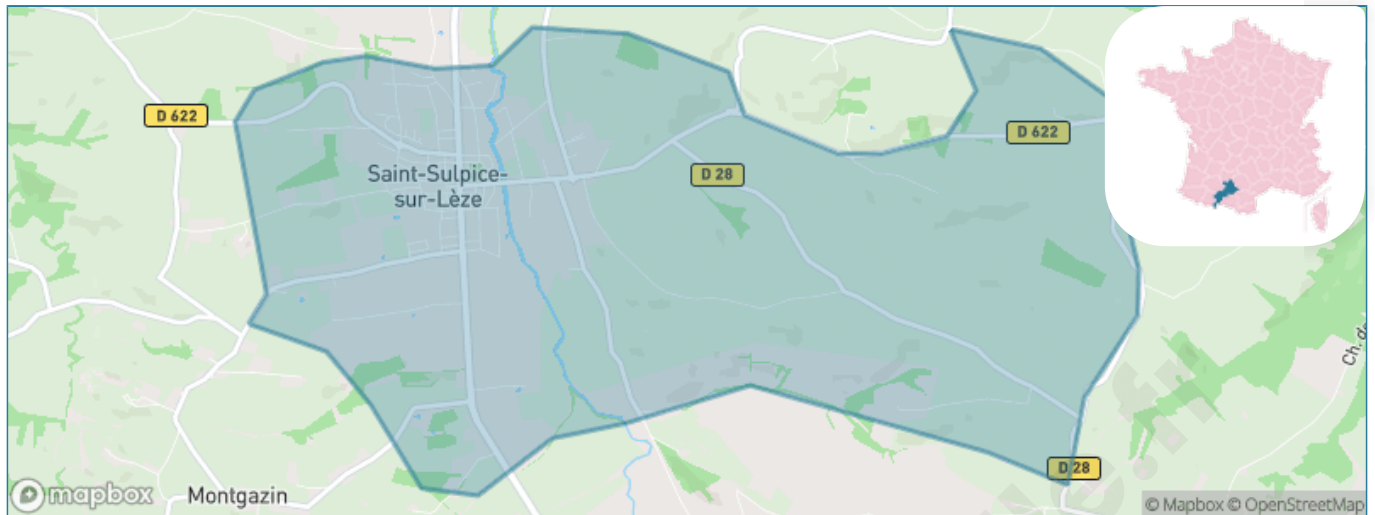 D 622
D 622
Saint-Sulpice-
sur-Lèze
D 28
D 28
mapbox
Montgazin
© Mapbox © OpenStreetMap